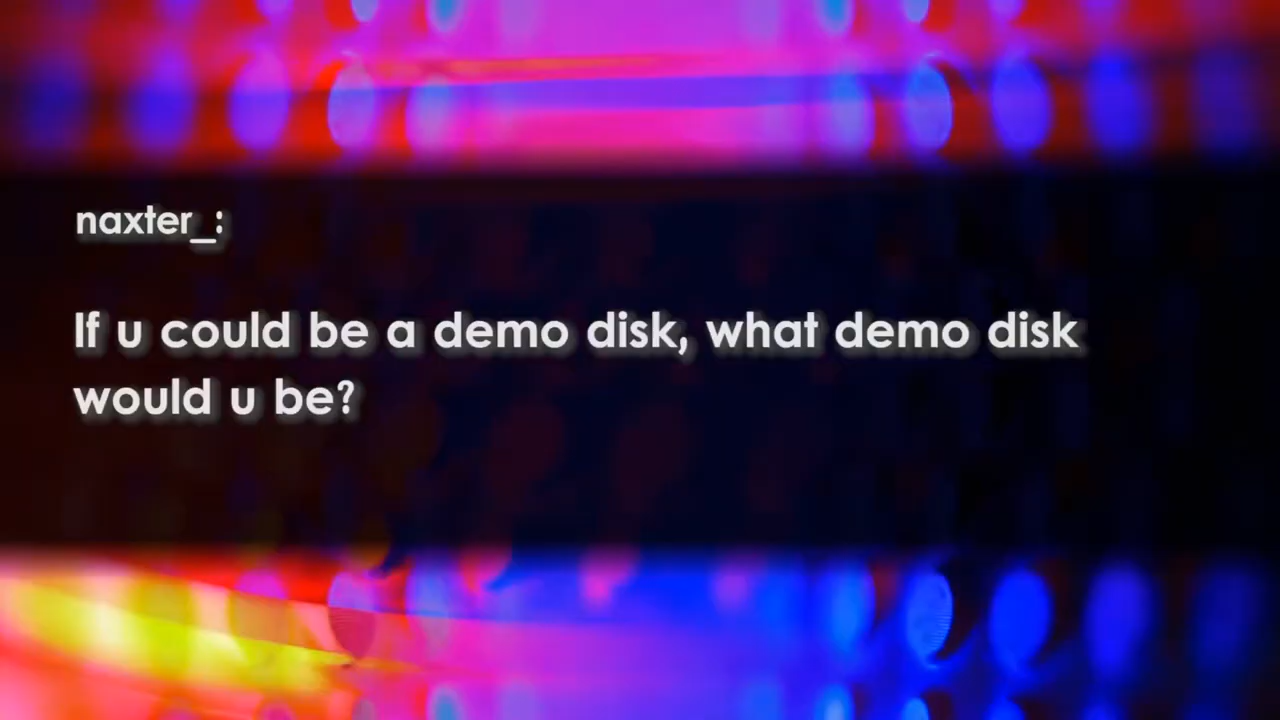 naxter_:
If u could be a demo disk, what demo disk
would u be?